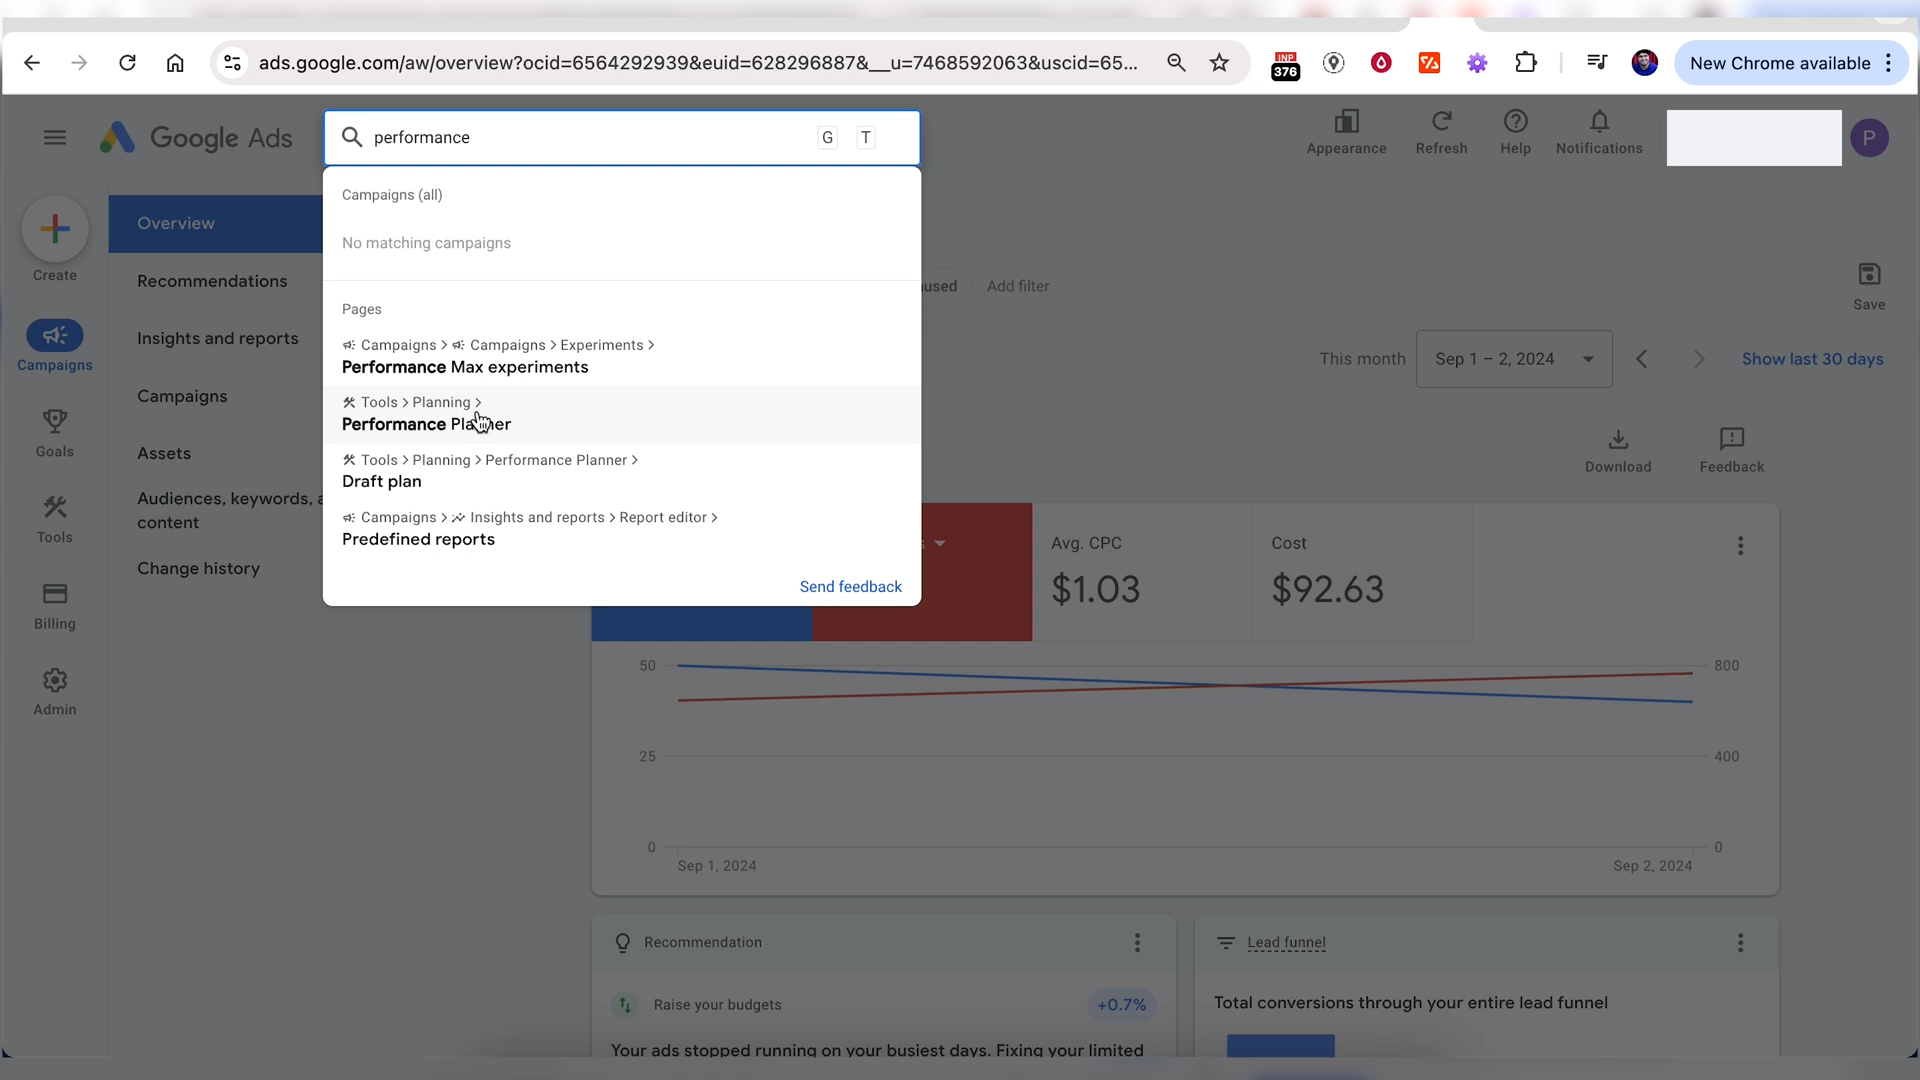 ads.google.com/aw/overview?ocid=6564292939&euid=628296887&__u=7468592063&uscid=65...
INP
376
New Chrome available
Google Ads
performance
G T
Appearance
Refresh
Help
Notifications
P
Create
Campaigns
Goals
Tools
Billing
Admin
Overview
Recommendations
Insights and reports
Campaigns
Assets
Audiences, keywords, a
content
Change history
Campaigns (all)
No matching campaigns
Pages
Campaigns > Campaigns > Experiments >
Performance Max experiments
Tools > Planning >
Performance Planner
Tools > Planning > Performance Planner >
Draft plan
Campaigns > Insights and reports > Report editor >
Predefined reports
Send feedback
used
Add filter
Save
This month
Sep 1 – 2, 2024
Show last 30 days
Download
Feedback
s
Avg. CPC
$1.03
Cost
$92.63
50
25
0
800
400
0
Sep 1, 2024
Sep 2, 2024
Recommendation
Raise your budgets
+0.7%
Your ads stopped running on your busiest days. Fixing your limited
Lead funnel
Total conversions through your entire lead funnel